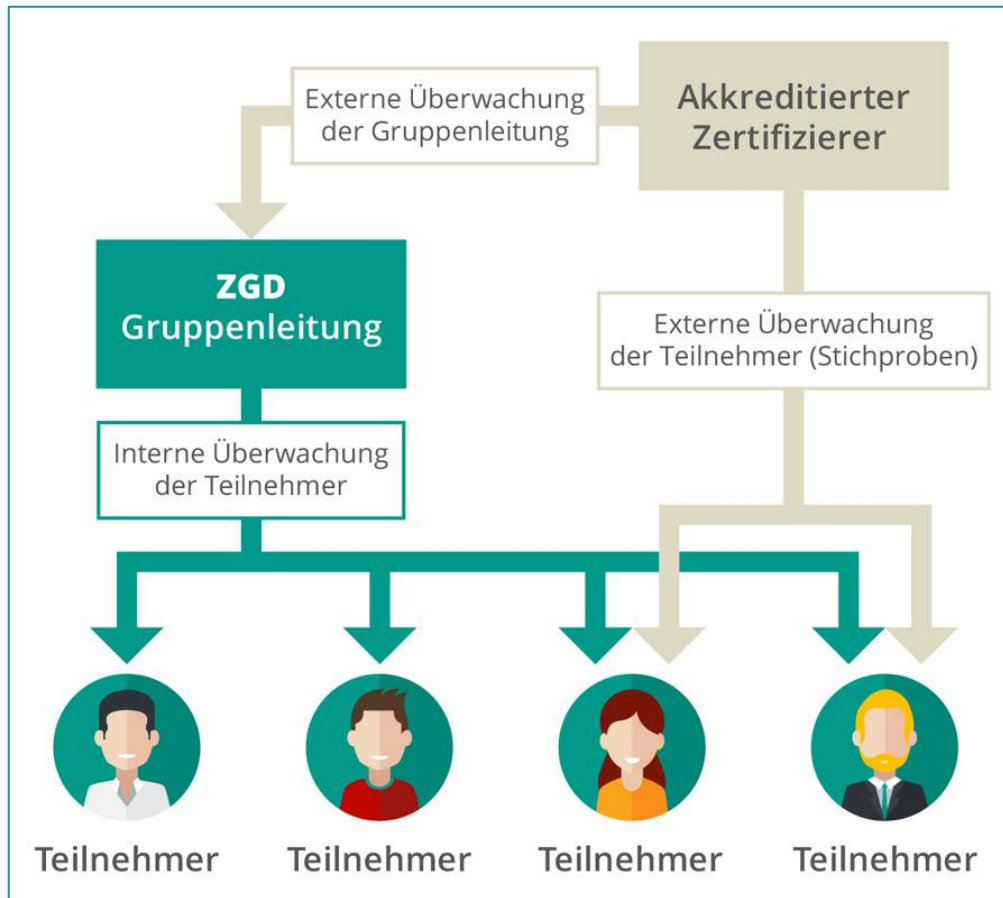 Externe Überwachung
der Gruppenleitung
Akkreditierter
Zertifizierer
ZGD
Gruppenleitung
Externe Überwachung
der Teilnehmer (Stichproben)
Interne Überwachung
der Teilnehmer
Teilnehmer
Teilnehmer
Teilnehmer
Teilnehmer